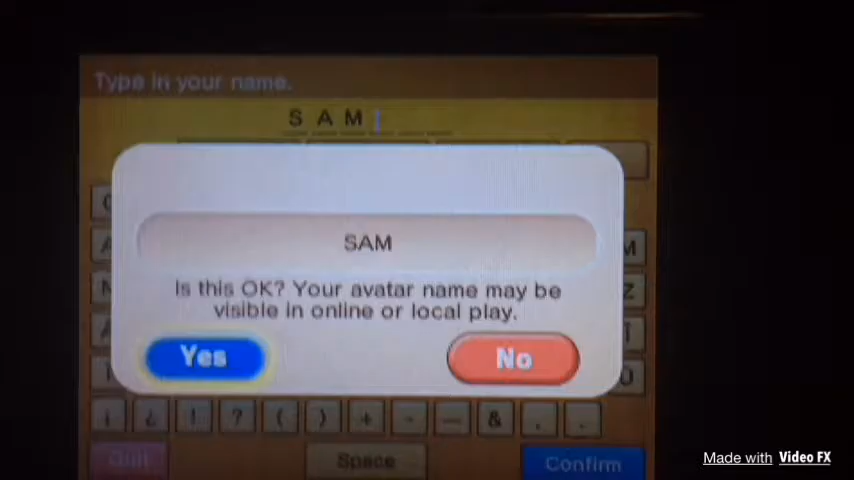 Type in your name.
SAM
SAM
Is this OK? Your avatar name may be
visible in online or local play.
Yes
No
M
Z
¡ ¿ ! ? ( ) + - — & , .
Quit
Space
Confirm
Made with Video FX